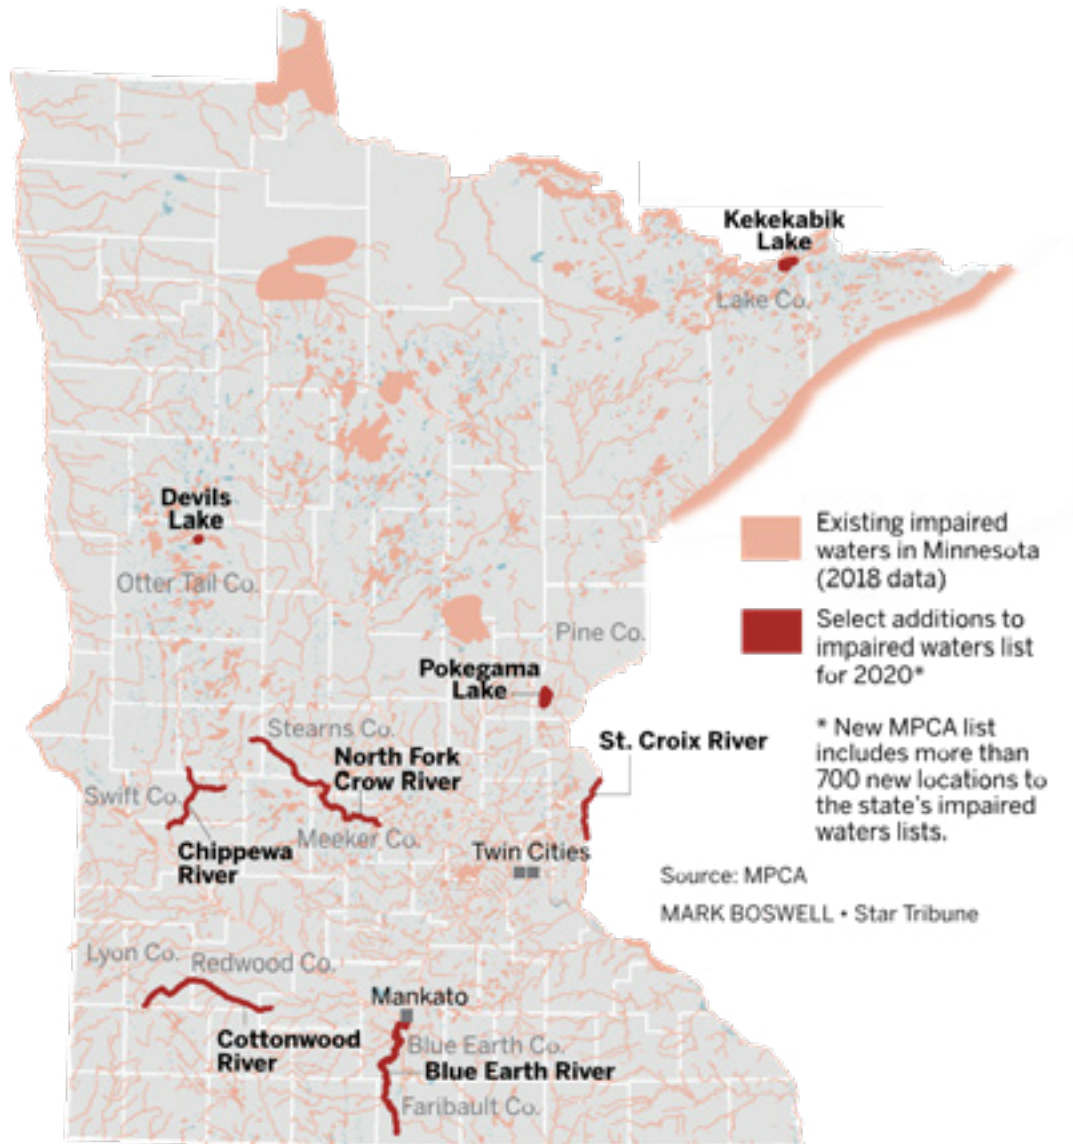 Kekekabik
Lake
Lake Co.
Devils
Lake
Otter Tail Co.
Existing impaired
waters in Minnesota
(2018 data)
Select additions to
impaired waters list
for 2020*
Pine Co.
Pokegama
Lake
* New MPCA list
includes more than
700 new locations to
the state's impaired
waters lists.
Stearns Co.
North Fork
Crow River
St. Croix River
Swift Co.
Meeker Co.
Chippewa
River
Twin Cities
Source: MPCA
MARK BOSWELL • Star Tribune
Lyon Co.
Redwood Co.
Mankato
Cottonwood
River
Blue Earth Co.
Blue Earth River
Faribault Co.